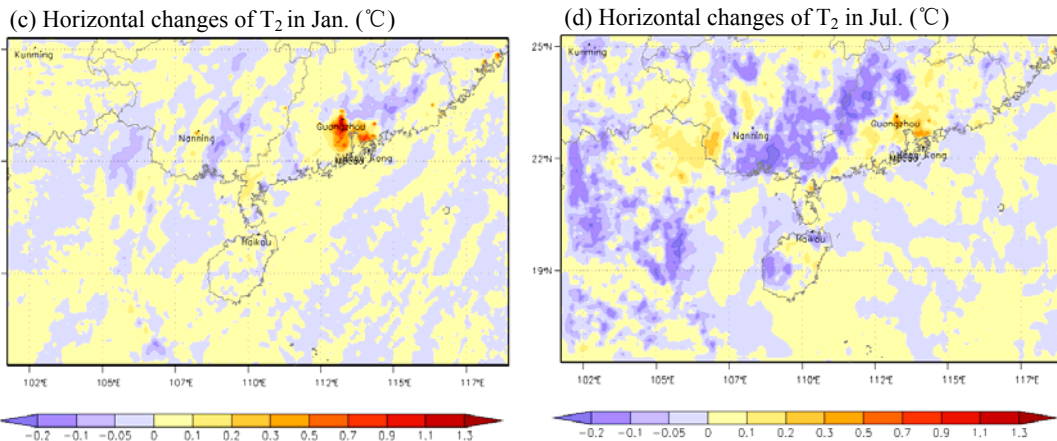 (c) Horizontal changes of T₂ in Jan. (℃)
Kunming
Nanning
Guangzhou
Haikou
102°E 105°E 107°E 110°E 112°E 115°E 117°E
-0.2 -0.1 -0.05 0 0.1 0.2 0.3 0.5 0.7 0.9 1.1 1.3
(d) Horizontal changes of T₂ in Jul. (℃)
25°N
Kunming
Nanning
Guangzhou
22°N
Haikou
19°N
102°E 105°E 107°E 110°E 112°E 115°E 117°E
-0.2 -0.1 -0.05 0 0.1 0.2 0.3 0.5 0.7 0.9 1.1 1.3